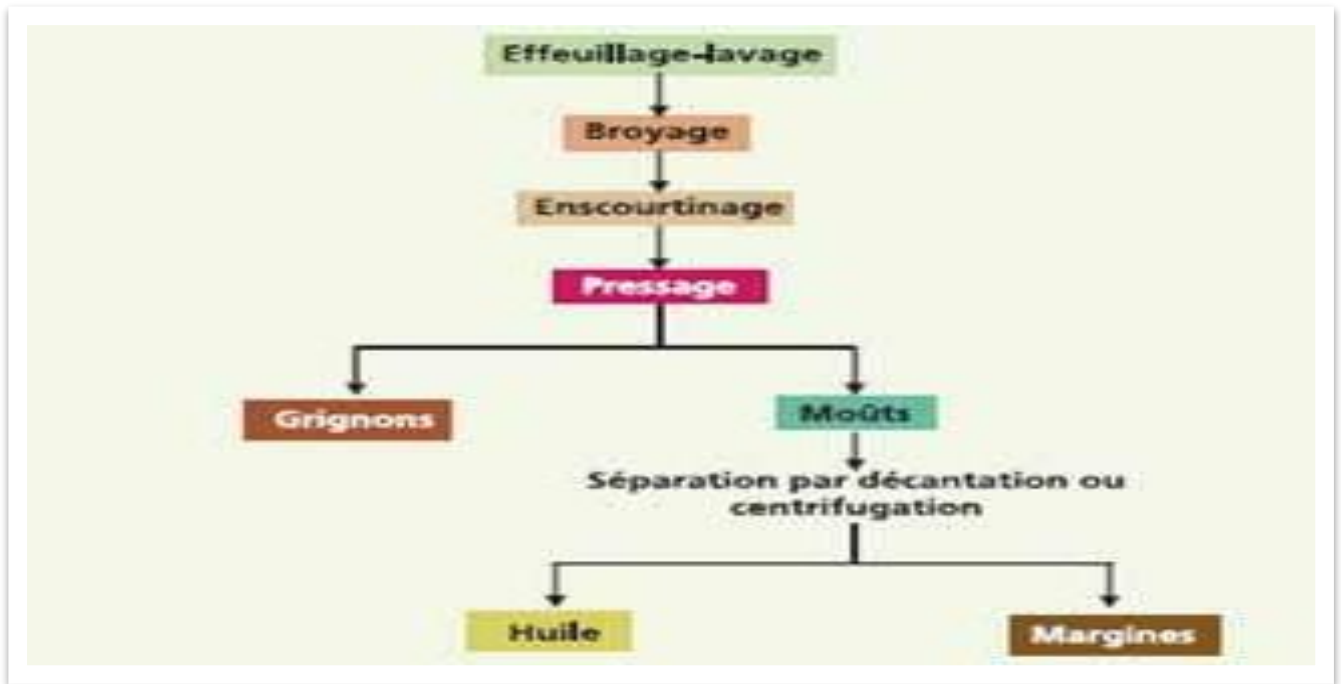 Effeuillage-lavage
Broyage
Enscourtinage
Pressage
Grignons
Moûts
Séparation par décantation ou
centrifugation
Huile
Margines